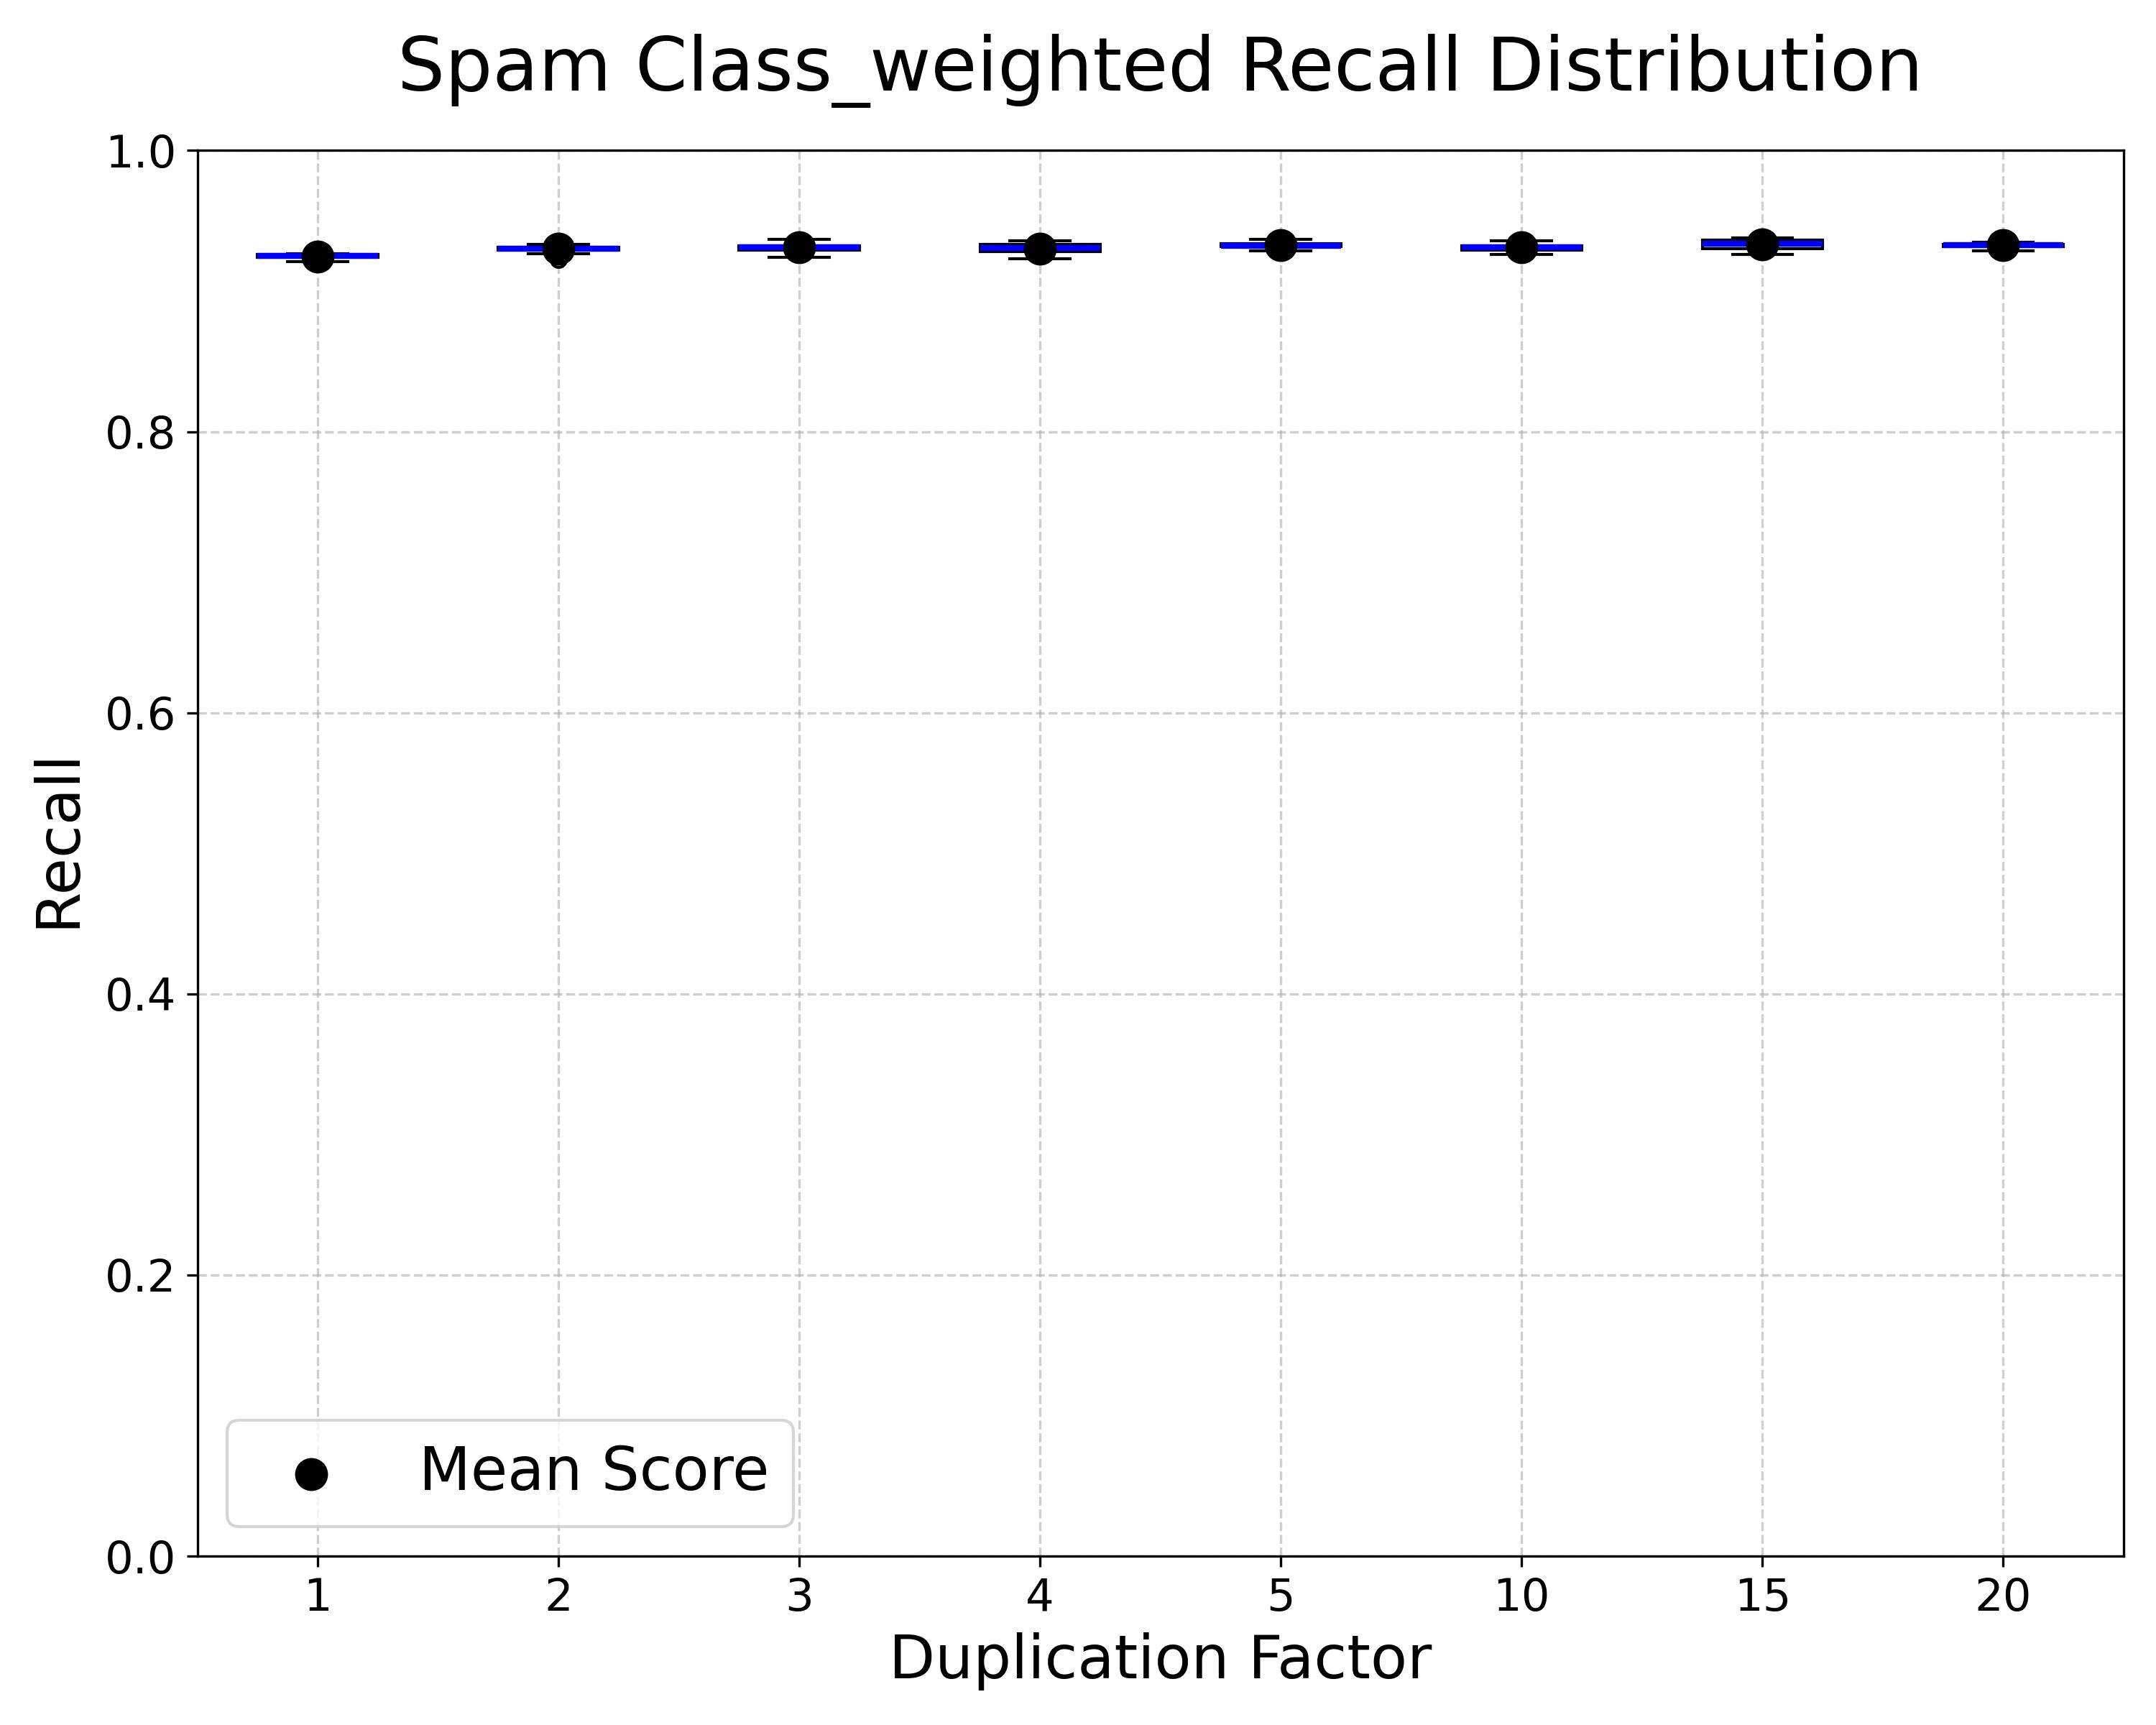 Spam Class_weighted Recall Distribution
1.0
0.8
0.6
0.4
0.2
0.0
Recall
Mean Score
1 2 3 4 5 10 15 20
Duplication Factor